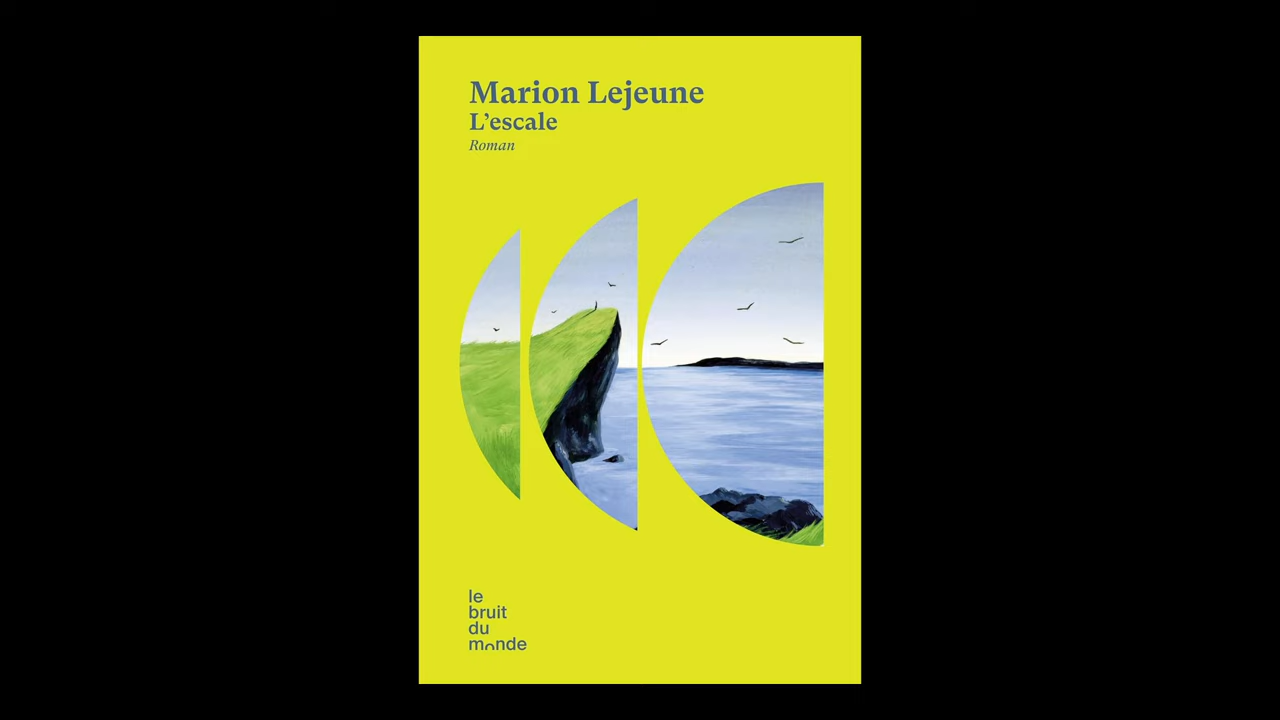 Marion Lejeune
L’escale
Roman
le
bruit
du
monde